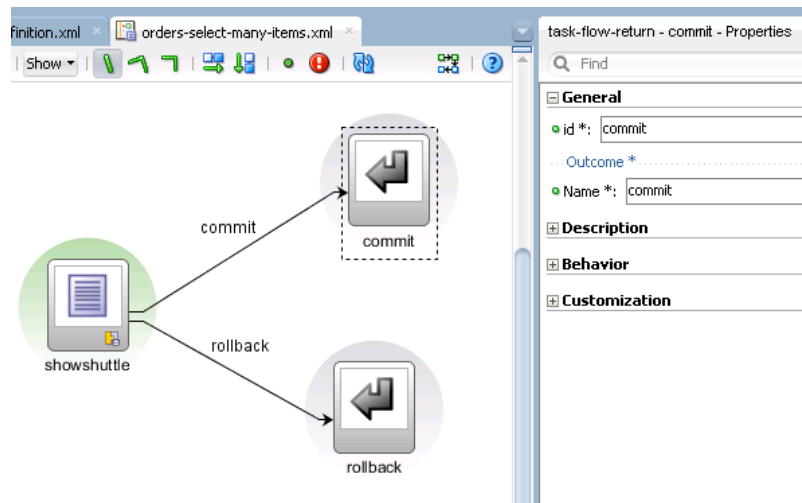 finition.xml
orders-select-many-items.xml
Show
task-flow-return - commit - Properties
Find
General
id *: commit
Outcome *
Name *: commit
Description
Behavior
Customization
commit
commit
showshuttle
rollback
rollback